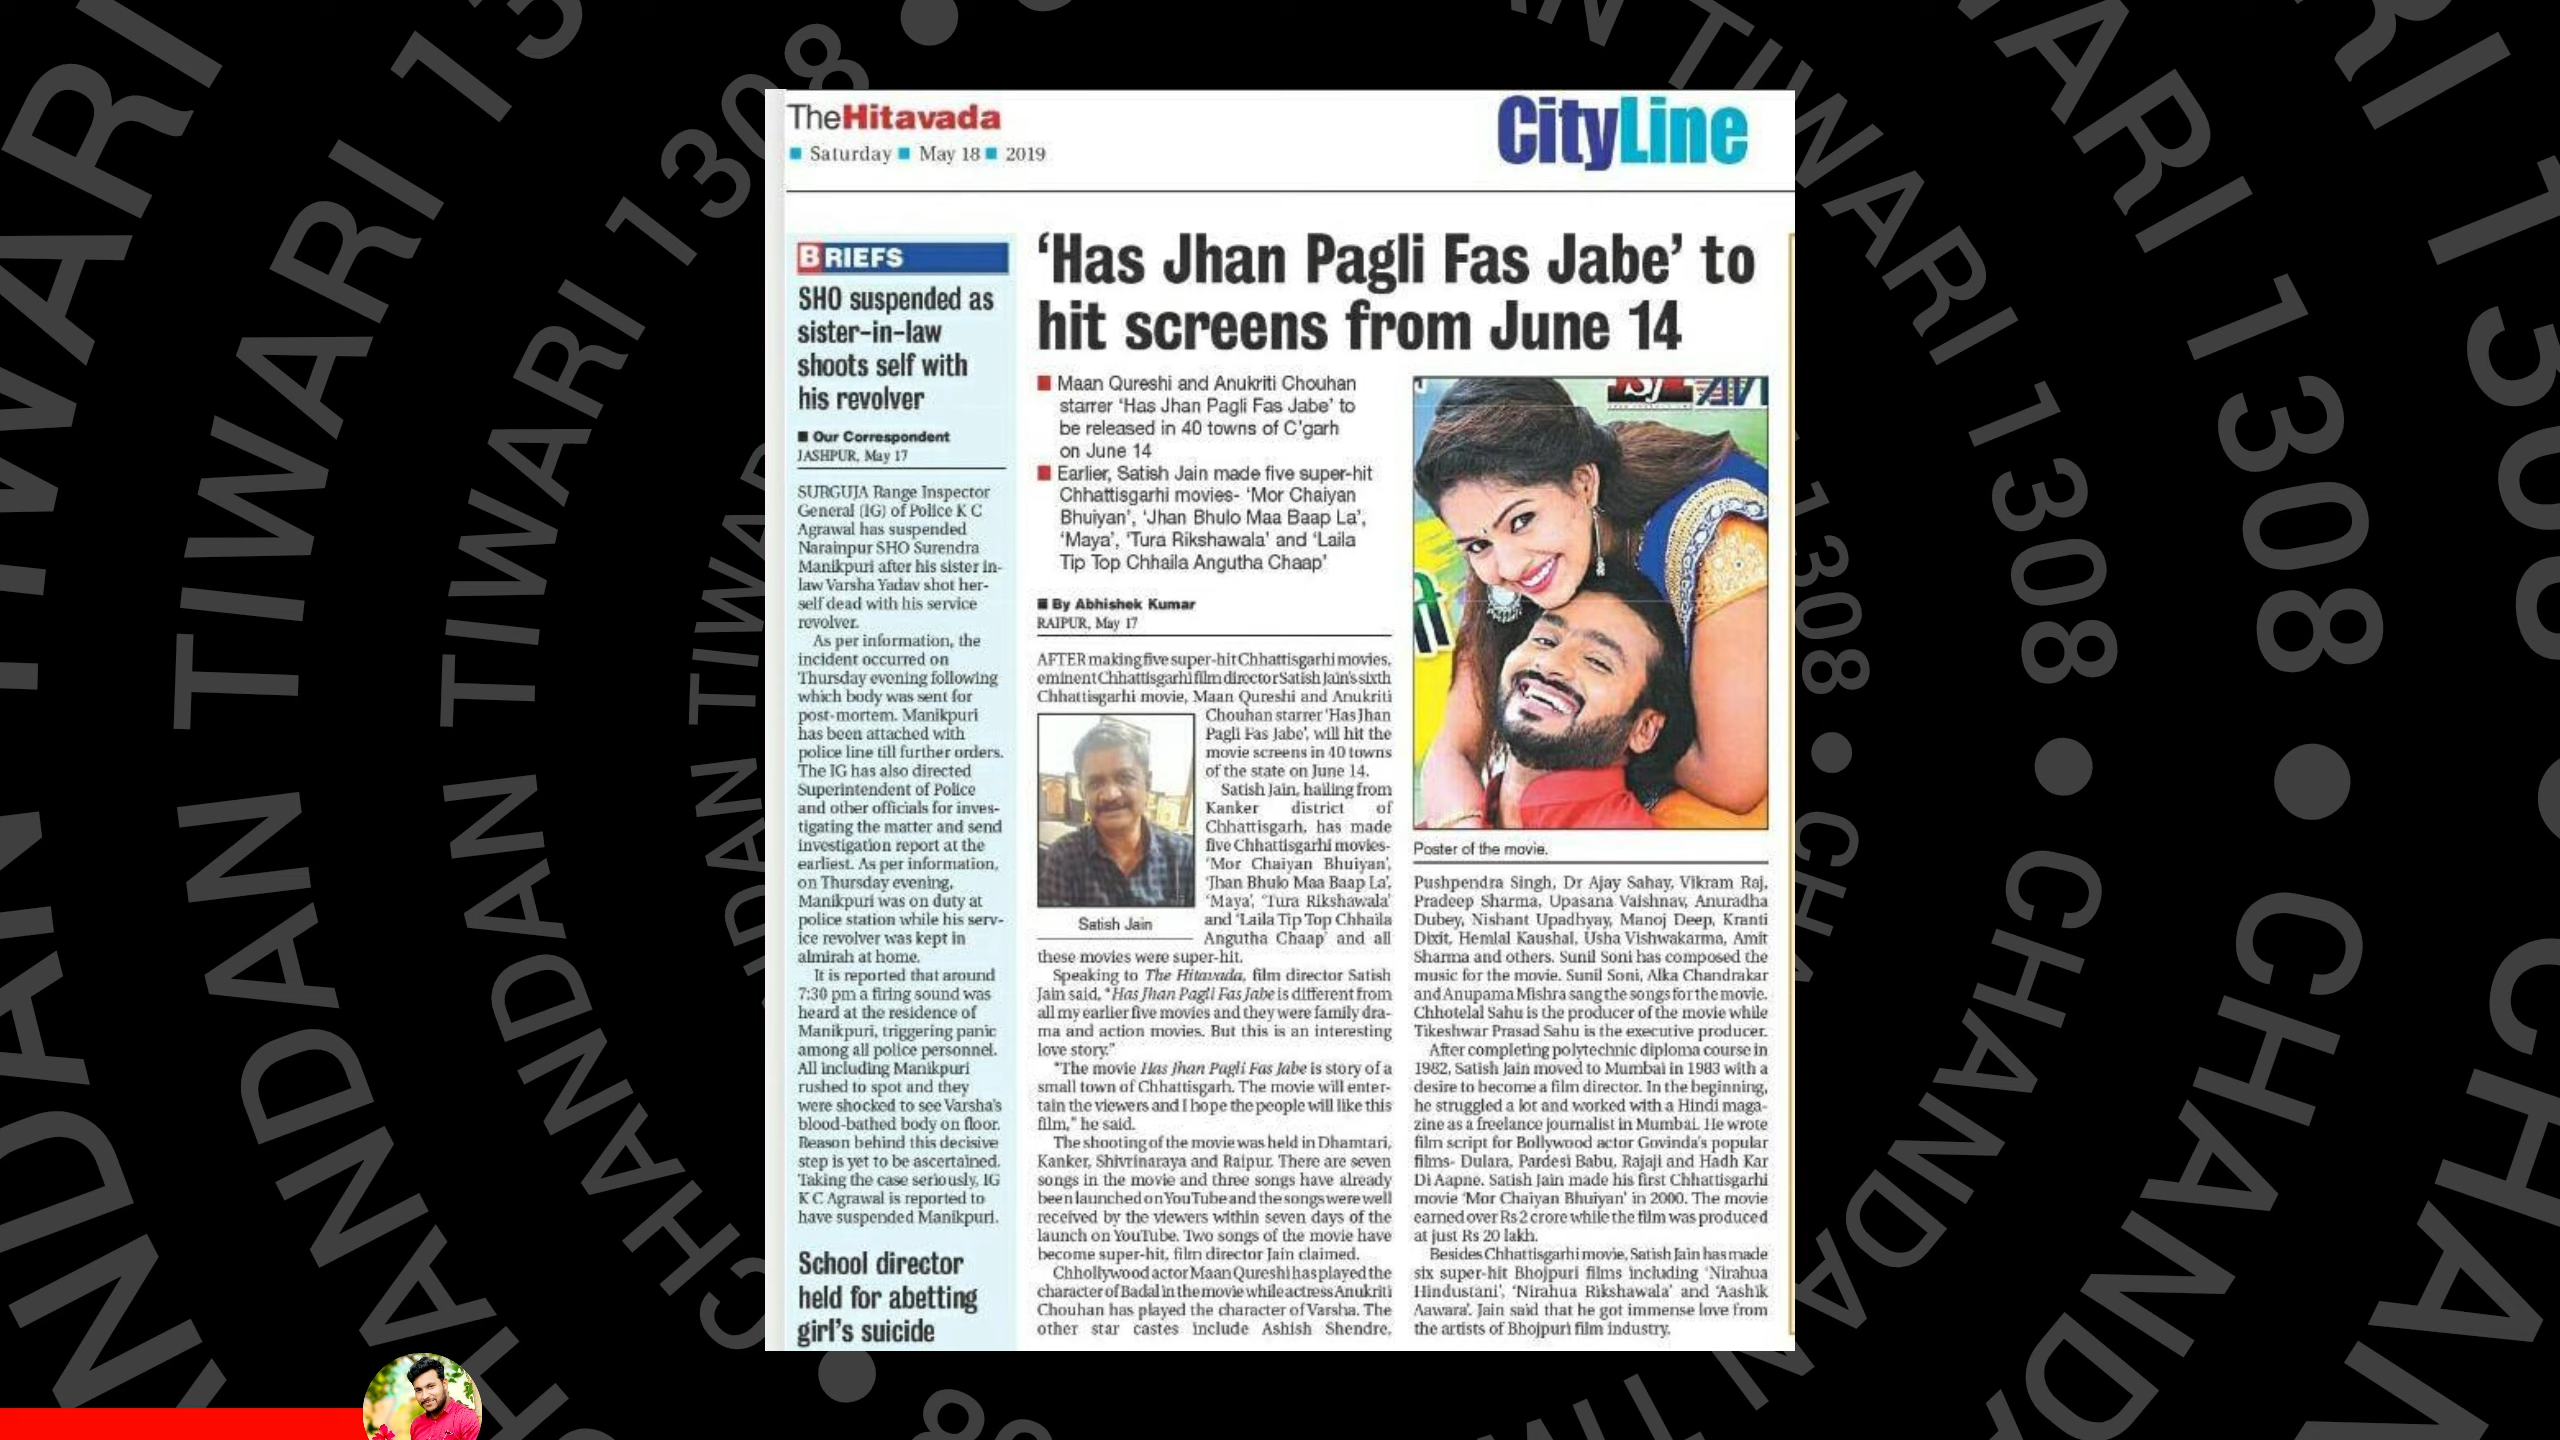 TheHitavada
Saturday May 18 2019
CityLine
BRIEFS
SHO suspended as
sister-in-law
shoots self with
his revolver
Our Correspondent
JASHPUR, May 17
SURGUJA Range Inspector
General (IG) of Police K C
Agrawal has suspended
Narainpur SHO Surendra
Manikpuri after his sister in-
law Varsha Yadav shot her-
self dead with his service
revolver.
As per information, the
incident occurred on
Thursday evening following
which body was sent for
post-mortem. Manikpuri
has been attached with
police line till further orders.
The IG has also directed
Superintendent of Police
and other officials for inves-
tigating the matter and send
investigation report at the
earliest. As per information,
on Thursday evening,
Manikpuri was on duty at
police station while his serv-
ice revolver was kept in
almirah at home.
It is reported that around
7:30 pm a firing sound was
heard at the residence of
Manikpuri, triggering panic
among all police personnel.
All including Manikpuri
rushed to spot and they
were shocked to see Varsha's
blood-bathed body on floor.
Reason behind this decisive
step is yet to be ascertained.
Taking the case seriously, IG
K C Agrawal is reported to
have suspended Manikpuri.
School director
held for abetting
girl's suicide
'Has Jhan Pagli Fas Jabe' to
hit screens from June 14
Maan Qureshi and Anukriti Chouhan
starrer 'Has Jhan Pagli Fas Jabe' to
be released in 40 towns of C'garh
on June 14
Earlier, Satish Jain made five super-hit
Chhattisgarhi movies- 'Mor Chaiyan
Bhuiyan', 'Jhan Bhulo Maa Baap La',
'Maya', 'Tura Rikshawala' and 'Laila
Tip Top Chhaila Angutha Chaap'
By Abhishek Kumar
RAIPUR, May 17
AFTER making five super-hit Chhattisgarhi movies,
eminent Chhattisgarhi film director Satish Jain's sixth
Chhattisgarhi movie, Maan Qureshi and Anukriti
Chouhan starrer 'Has Jhan
Pagli Fas Jabe', will hit the
movie screens in 40 towns
of the state on June 14.
Satish Jain, hailing from
Kanker district of
Chhattisgarh, has made
five Chhattisgarhi movies-
'Mor Chaiyan Bhuiyan',
'Jhan Bhulo Maa Baap La',
'Maya', 'Tura Rikshawala'
and 'Laila Tip Top Chhaila
Angutha Chaap' and all
Satish Jain
these movies were super-hit.
Speaking to The Hitavada, film director Satish
Jain said, "Has Jhan Pagli Fas Jabe is different from
all my earlier five movies and they were family dra-
ma and action movies. But this is an interesting
love story."
"The movie Has Jhan Pagli Fas Jabe is story of a
small town of Chhattisgarh. The movie will enter-
tain the viewers and I hope the people will like this
film," he said.
The shooting of the movie was held in Dhamtari,
Kanker, Shivrinaraya and Raipur. There are seven
songs in the movie and three songs have already
been launched on YouTube and the songs were well
received by the viewers within seven days of the
launch on YouTube. Two songs of the movie have
become super-hit, film director Jain claimed.
Chhollywood actor Maan Qureshi has played the
character of Badal in the movie while actress Anukriti
Chouhan has played the character of Varsha. The
other star castes include Ashish Shendre,
Poster of the movie.
Pushpendra Singh, Dr Ajay Sahay, Vikram Raj,
Pradeep Sharma, Upasana Vaishnav, Anuradha
Dubey, Nishant Upadhyay, Manoj Deep, Kranti
Dixit, Hemlal Kaushal, Usha Vishwakarma, Amit
Sharma and others. Sunil Soni has composed the
music for the movie. Sunil Soni, Alka Chandrakar
and Anupama Mishra sang the songs for the movie.
Chhotelal Sahu is the producer of the movie while
Tikeshwar Prasad Sahu is the executive producer.
After completing polytechnic diploma course in
1982, Satish Jain moved to Mumbai in 1983 with a
desire to become a film director. In the beginning,
he struggled a lot and worked with a Hindi maga-
zine as a freelance journalist in Mumbai. He wrote
film script for Bollywood actor Govinda's popular
films- Dulara, Pardesi Babu, Rajaji and Hadh Kar
Di Aapne. Satish Jain made his first Chhattisgarhi
movie 'Mor Chaiyan Bhuiyan' in 2000. The movie
earned over Rs 2 crore while the film was produced
at just Rs 20 lakh.
Besides Chhattisgarhi movie, Satish Jain has made
six super-hit Bhojpuri films including 'Nirahua
Hindustani', 'Nirahua Rikshawala' and 'Aashik
Aawara'. Jain said that he got immense love from
the artists of Bhojpuri film industry.
CHANDAN TIWARI 1308
CHANDAN TIWARI 1308
CHANDAN TIWARI 1308